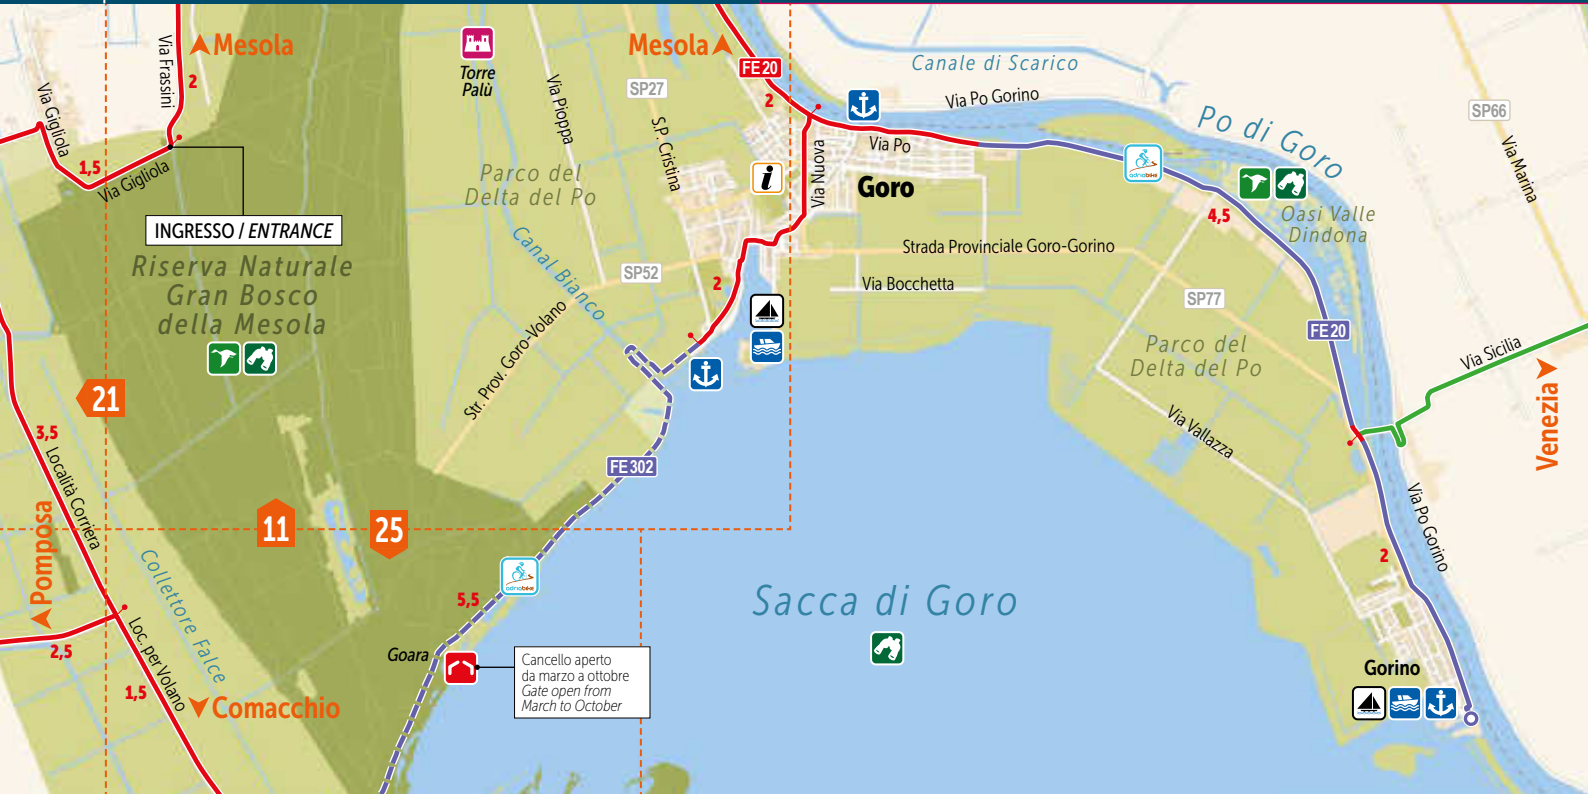 Mesola
Via Frassini
2
Via Gigliola
1,5
Via Gigliola
INGRESSO / ENTRANCE
Riserva Naturale
Gran Bosco
della Mesola
21
3,5
Località Corriera
Pomposa
2,5
Collettore Falce
Loc. per Volano
1,5
Comacchio
11
25
Torre
Palù
Via Pioppa
SP27
S.P. Cristina
Parco del
Delta del Po
Canal Bianco
SP52
Str. Prov. Goro-Volano
Mesola
FE20
2
i
Via Nuova
2
FE302
adriabike
5,5
Goara
Cancello aperto
da marzo a ottobre
Gate open from
March to October
Canale di Scarico
Via Po Gorino
Via Po
Goro
Strada Provinciale Goro-Gorino
Via Bocchetta
adriabike
Po di Goro
4,5
Oasi Valle
Dindona
SP66
Via Marina
SP77
FE20
Parco del
Delta del Po
Via Vallazza
Via Sicilia
Venezia
Via Po Gorino
2
Sacca di Goro
Gorino